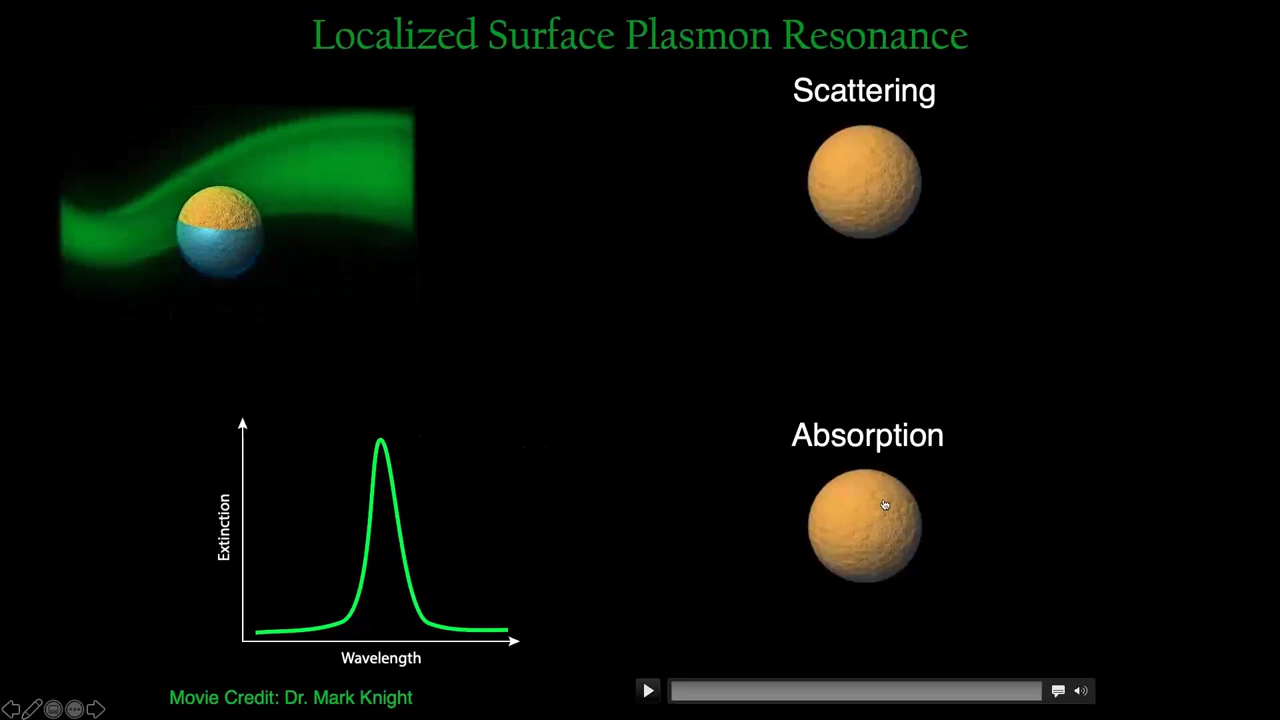 Localized Surface Plasmon Resonance
Scattering
Absorption
Extinction
Wavelength
Movie Credit: Dr. Mark Knight